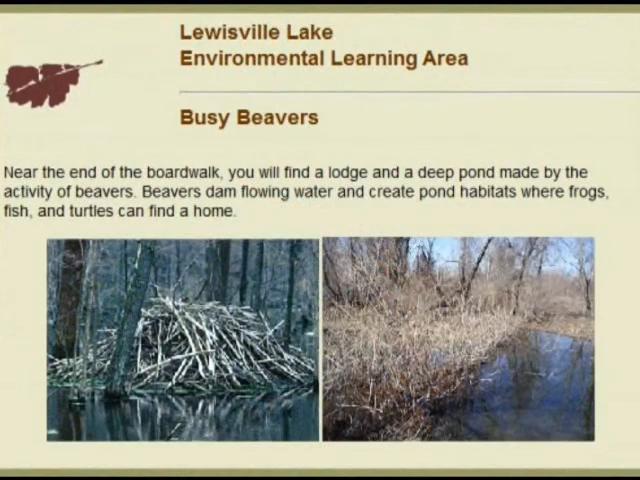 Lewisville Lake
Environmental Learning Area
Busy Beavers
Near the end of the boardwalk, you will find a lodge and a deep pond made by the
activity of beavers. Beavers dam flowing water and create pond habitats where frogs,
fish, and turtles can find a home.